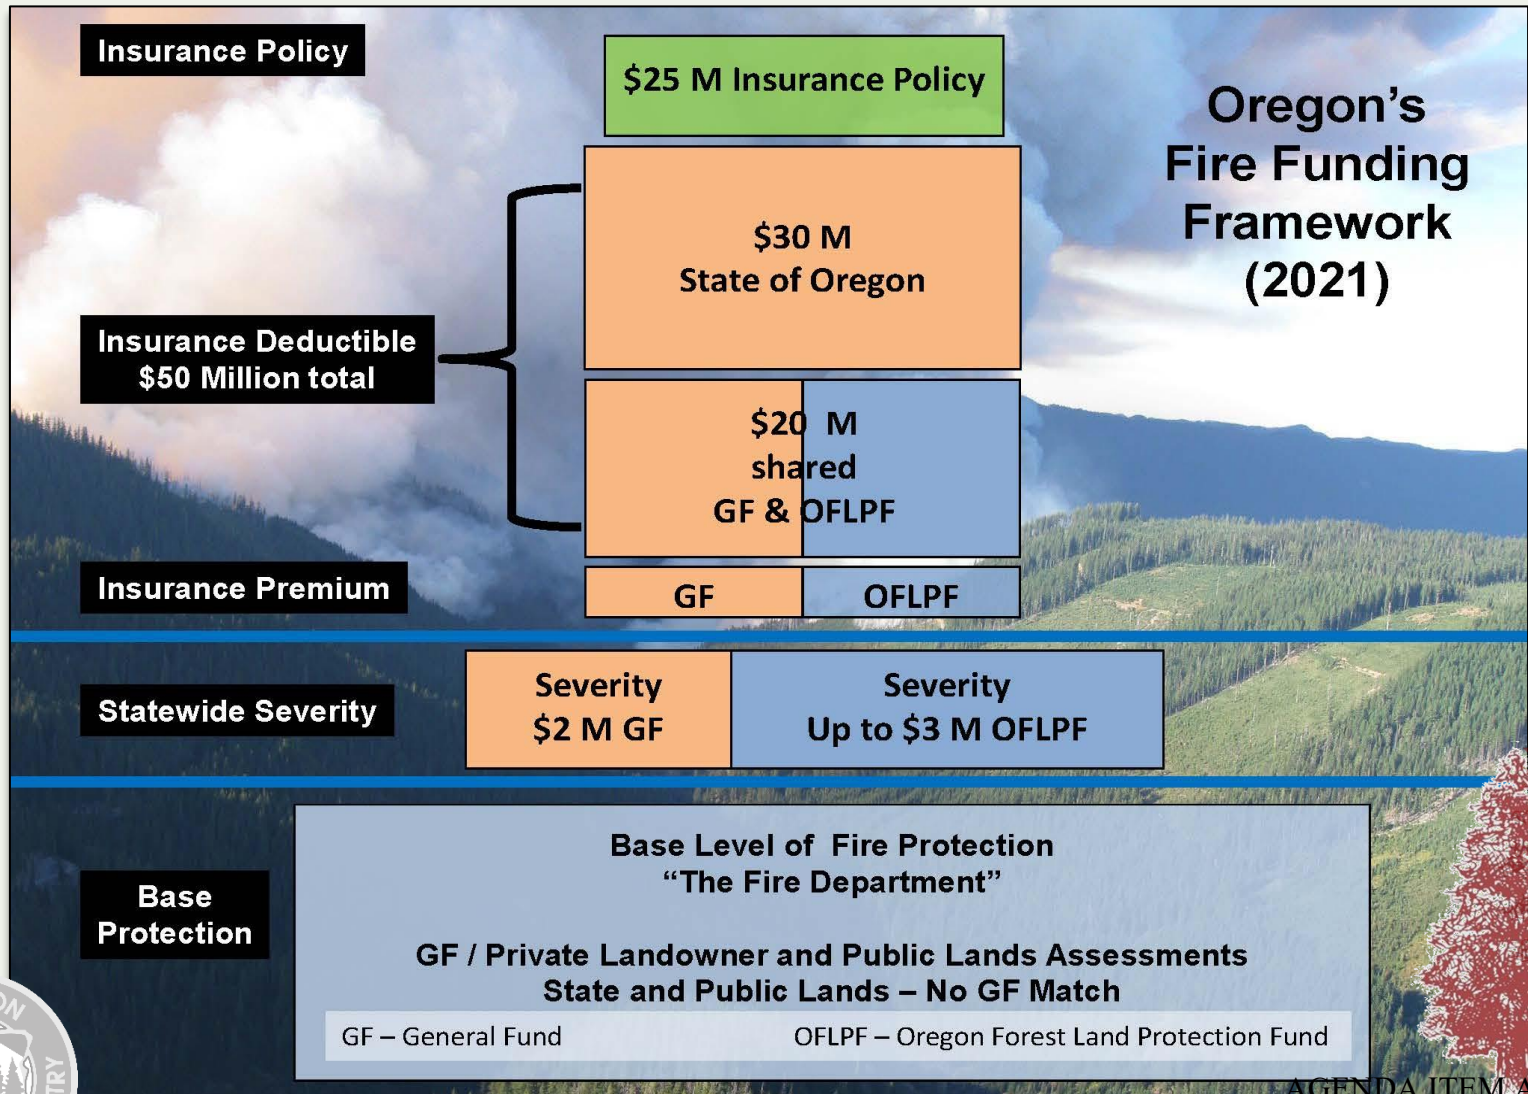 Insurance Policy
$25 M Insurance Policy
Oregon’s
Fire Funding
Framework
(2021)
$30 M
State of Oregon
Insurance Deductible
$50 Million total
$20 M
shared
GF & OFLPF
Insurance Premium
GF
OFLPF
Statewide Severity
Severity
$2 M GF
Severity
Up to $3 M OFLPF
Base
Protection
Base Level of Fire Protection
“The Fire Department”
GF / Private Landowner and Public Lands Assessments
State and Public Lands – No GF Match
GF – General Fund
OFLPF – Oregon Forest Land Protection Fund
AGENDA ITEM A